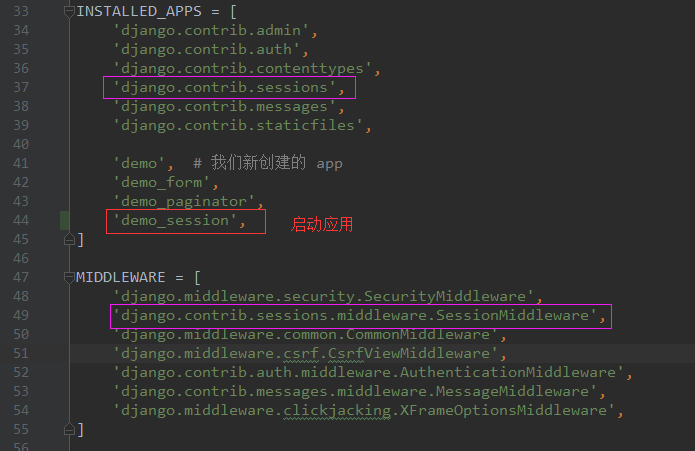 33 INSTALLED_APPS = [
34 'django.contrib.admin',
35 'django.contrib.auth',
36 'django.contrib.contenttypes',
37 'django.contrib.sessions',
38 'django.contrib.messages',
39 'django.contrib.staticfiles',
40
41 'demo', # 我们新创建的 app
42 'demo_form',
43 'demo_paginator',
44 'demo_session', 启动应用
45 ]
46
47 MIDDLEWARE = [
48 'django.middleware.security.SecurityMiddleware',
49 'django.contrib.sessions.middleware.SessionMiddleware',
50 'django.middleware.common.CommonMiddleware',
51 'django.middleware.csrf.CsrfViewMiddleware',
52 'django.contrib.auth.middleware.AuthenticationMiddleware',
53 'django.contrib.messages.middleware.MessageMiddleware',
54 'django.middleware.clickjacking.XFrameOptionsMiddleware',
55 ]
56